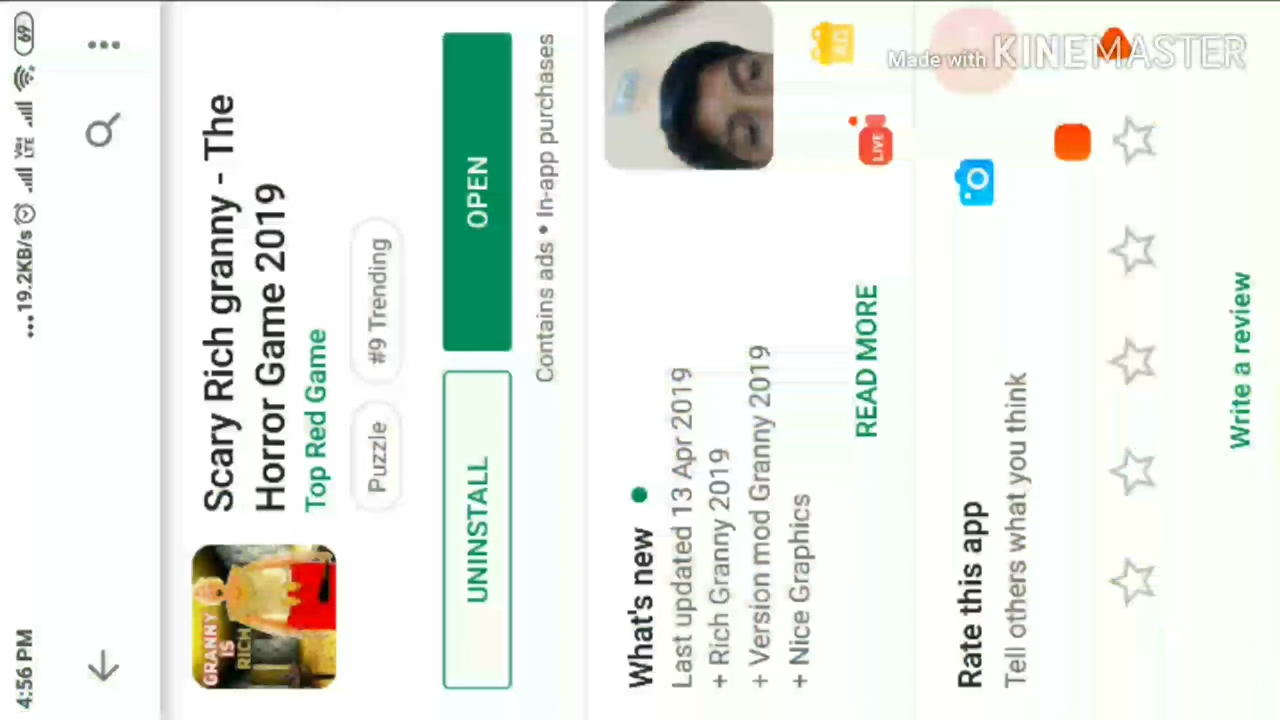 4:56 PM
...19.2KB/s
VoLTE
69
Scary Rich granny - The
Horror Game 2019
Top Red Game
Puzzle
#9 Trending
GRANNY
IS
RICH
UNINSTALL
OPEN
Contains ads • In-app purchases
What's new
Last updated 13 Apr 2019
+ Rich Granny 2019
+ Version mod Granny 2019
+ Nice Graphics
READ MORE
LIVE
AD
Rate this app
Tell others what you think
Write a review
Made with KINEMASTER